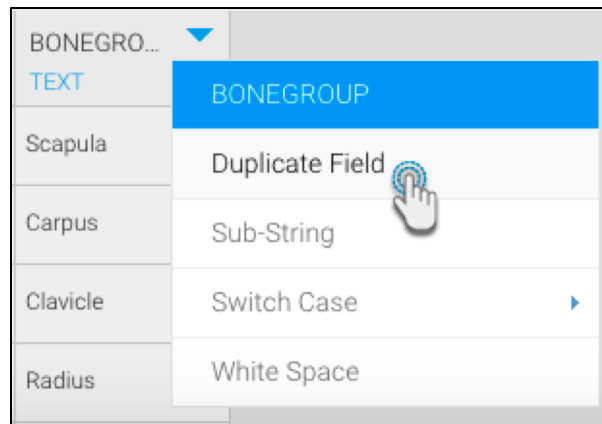 BONEGRO...
TEXT
Scapula
Carpus
Clavicle
Radius
BONEGROUP
Duplicate Field
Sub-String
Switch Case
White Space